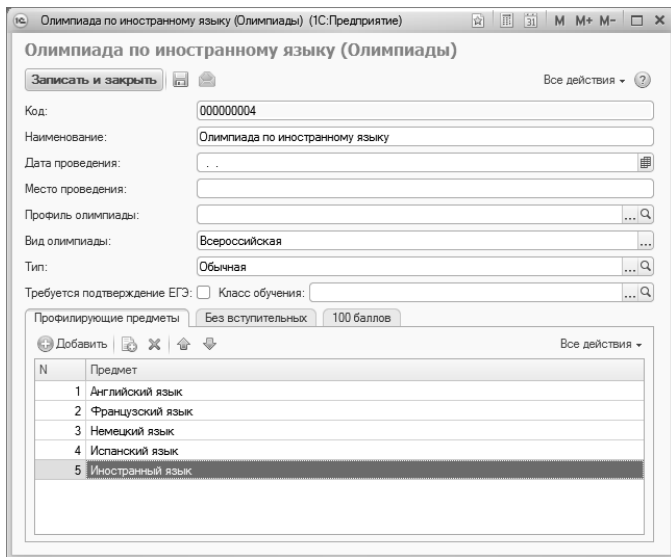 1С Олимпиада по иностранному языку (Олимпиады) (1С:Предприятие) 31 M M+ M-
Олимпиада по иностранному языку (Олимпиады)
Записать и закрыть Все действия ?
Код: 000000004
Наименование: Олимпиада по иностранному языку
Дата проведения: . .
Место проведения:
Профиль олимпиады: ...
Вид олимпиады: Всероссийская ...
Тип: Обычная ...
Требуется подтверждение ЕГЭ: Класс обучения: ...
Профилирующие предметы Без вступительных 100 баллов
Добавить Все действия
N Предмет
1 Английский язык
2 Французский язык
3 Немецкий язык
4 Испанский язык
5 Иностранный язык